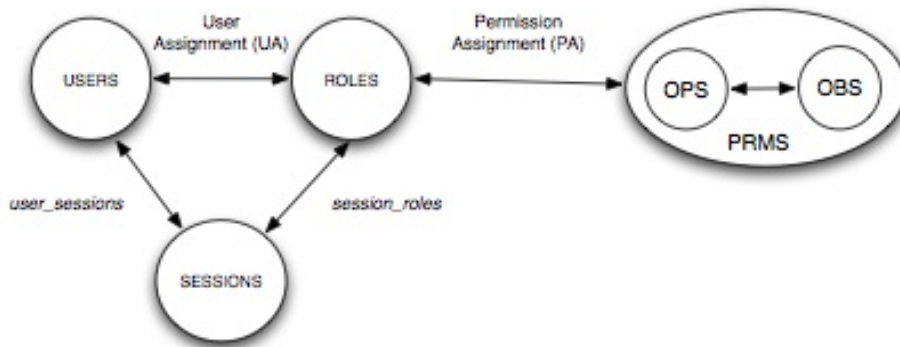 User
Assignment (UA)
Permission
Assignment (PA)
USERS
ROLES
OPS
OBS
PRMS
user_sessions
session_roles
SESSIONS